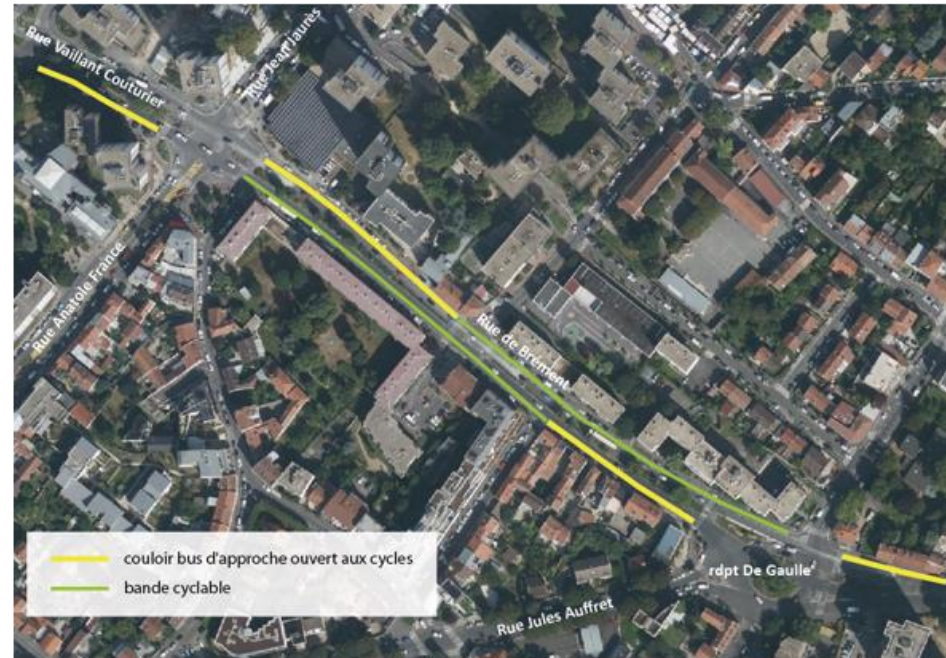 Rue Vaillant Couturier
Rue Jean Jaurès
Rue Anatole France
Rue de Brément
rdpt De Gaulle
Rue Jules Auffret
couloir bus d'approche ouvert aux cycles
bande cyclable